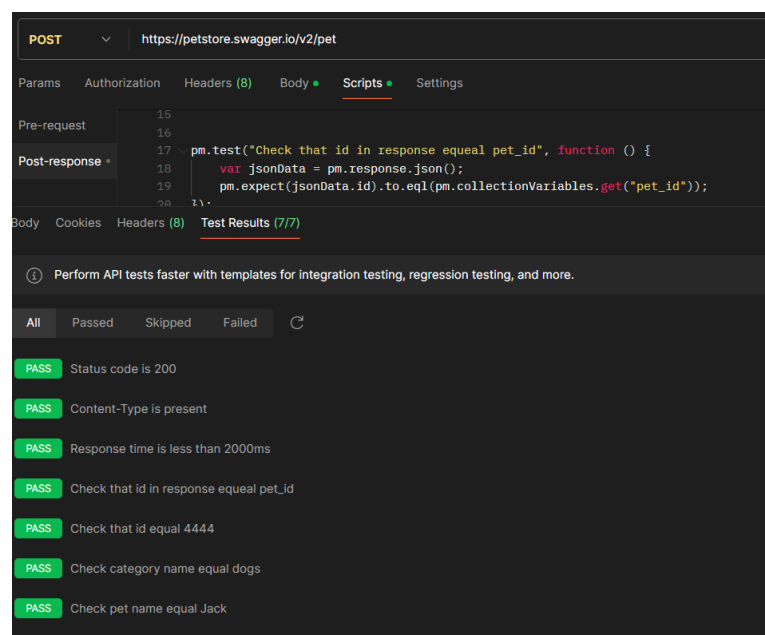 POST https://petstore.swagger.io/v2/pet
Params Authorization Headers (8) Body Scripts Settings
15
Pre-request
16
17 pm.test("Check that id in response equeal pet_id", function () {
Post-response
18 var jsonData = pm.response.json();
19 pm.expect(jsonData.id).to.eql(pm.collectionVariables.get("pet_id"));
20 });
Body Cookies Headers (8) Test Results (7/7)
Perform API tests faster with templates for integration testing, regression testing, and more.
All Passed Skipped Failed
PASS Status code is 200
PASS Content-Type is present
PASS Response time is less than 2000ms
PASS Check that id in response equeal pet_id
PASS Check that id equal 4444
PASS Check category name equal dogs
PASS Check pet name equal Jack